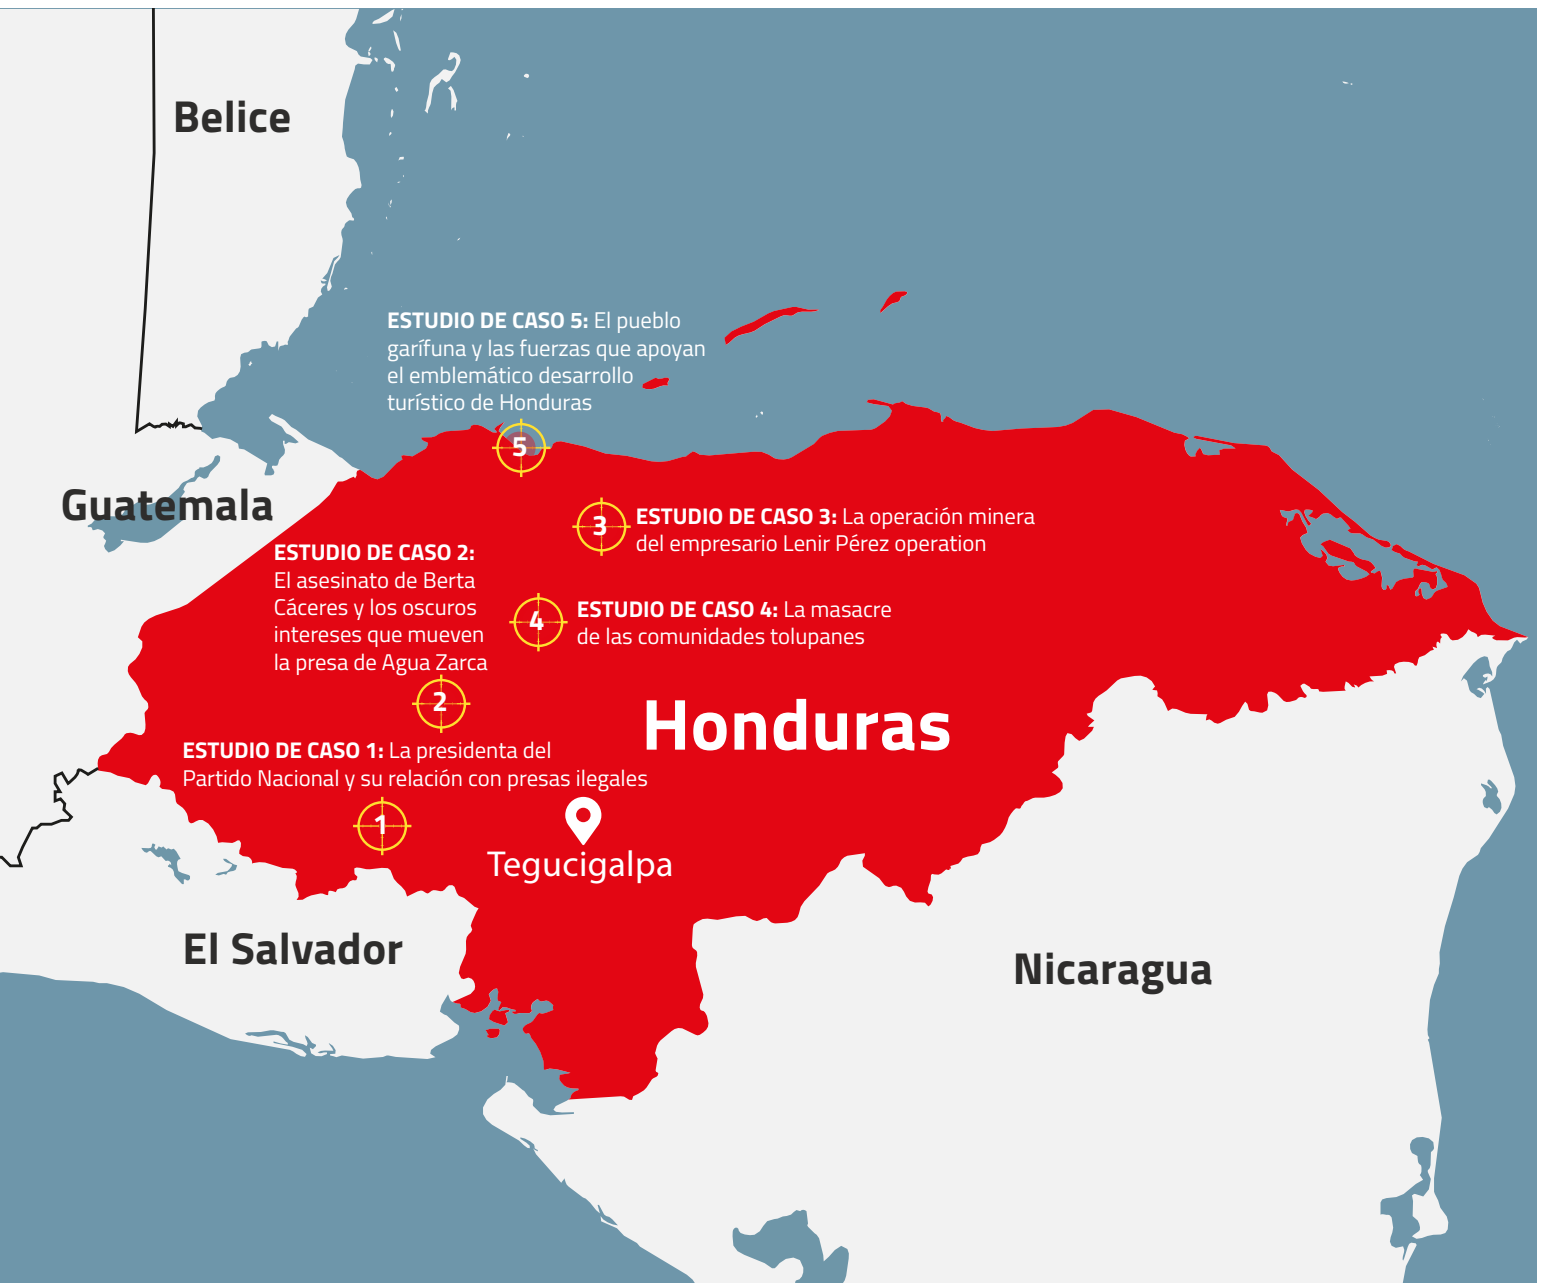 Belice
ESTUDIO DE CASO 5: El pueblo
garífuna y las fuerzas que apoyan
el emblemático desarrollo
turístico de Honduras
5
Guatemala
3
ESTUDIO DE CASO 3: La operación minera
del empresario Lenir Pérez operation
ESTUDIO DE CASO 2:
El asesinato de Berta
Cáceres y los oscuros
intereses que mueven
la presa de Agua Zarca
4
ESTUDIO DE CASO 4: La masacre
de las comunidades tolupanes
2
Honduras
ESTUDIO DE CASO 1: La presidenta del
Partido Nacional y su relación con presas ilegales
1
Tegucigalpa
El Salvador
Nicaragua